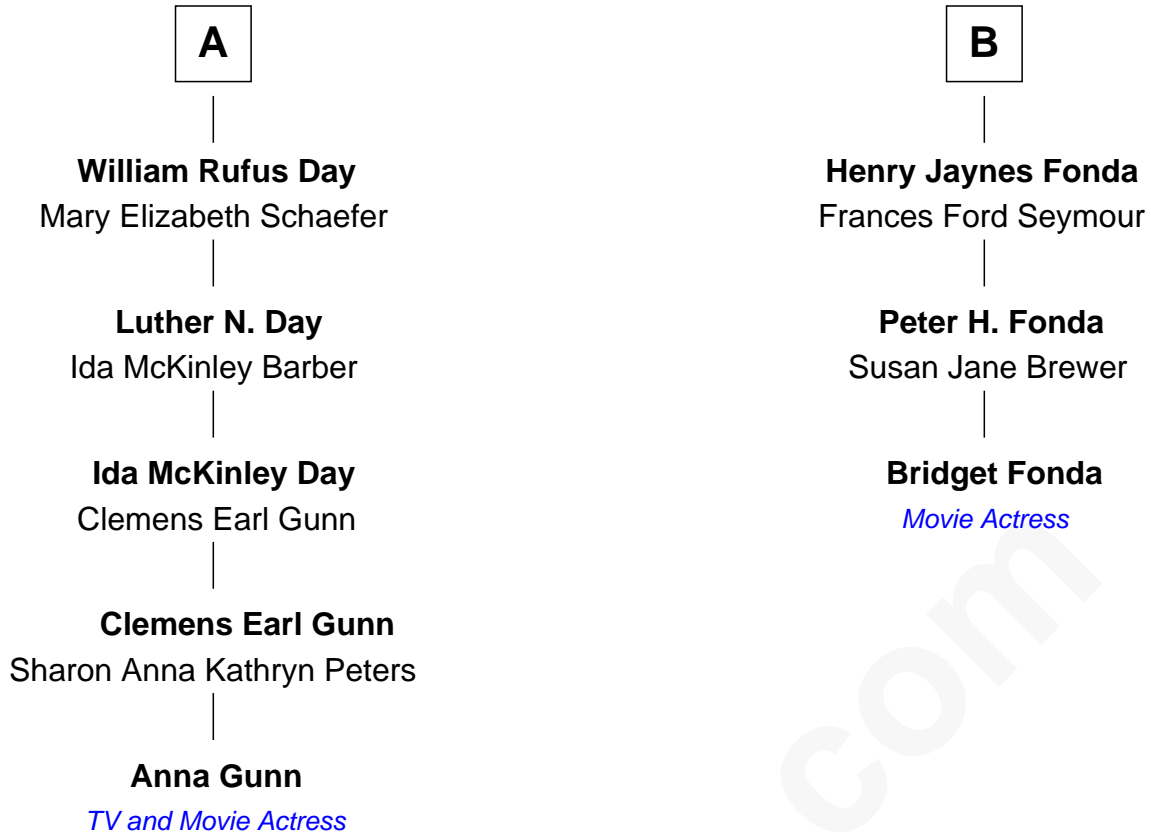 A
William Rufus Day
Mary Elizabeth Schaefer
Luther N. Day
Ida McKinley Barber
Ida McKinley Day
Clemens Earl Gunn
Clemens Earl Gunn
Sharon Anna Kathryn Peters
Anna Gunn
TV and Movie Actress
B
Henry Jaynes Fonda
Frances Ford Seymour
Peter H. Fonda
Susan Jane Brewer
Bridget Fonda
Movie Actress
com